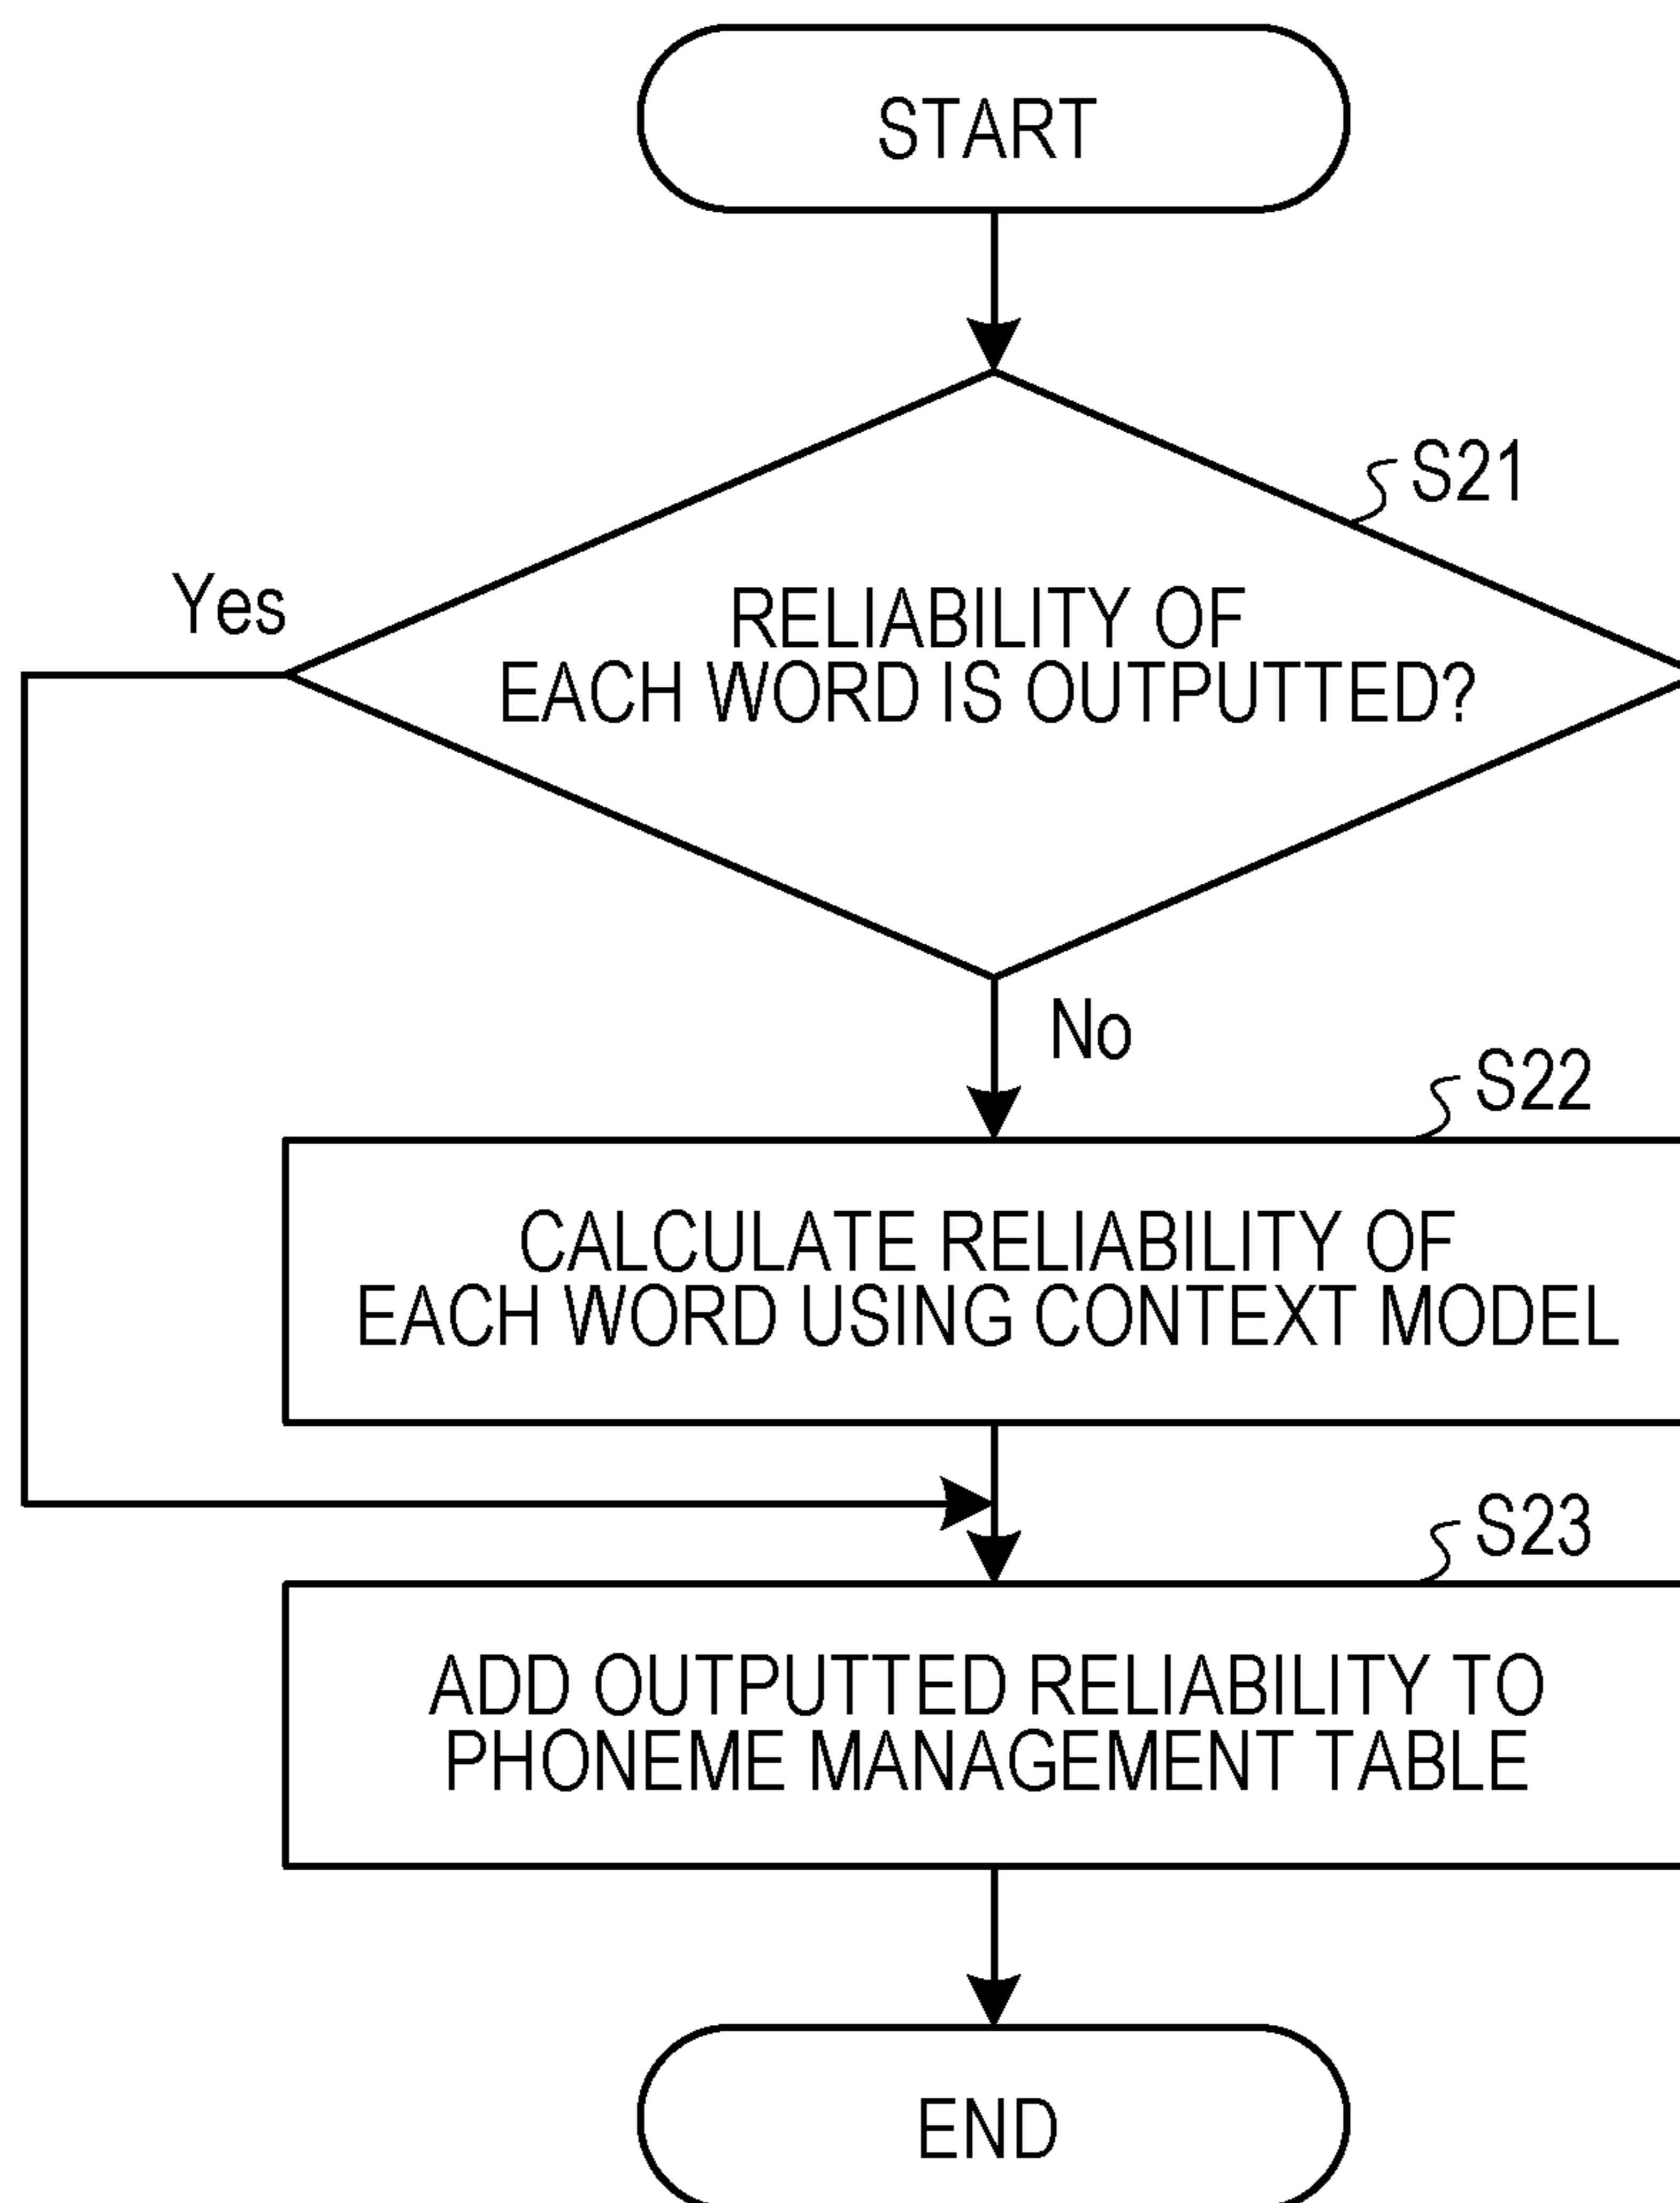 START
S21
Yes
RELIABILITY OF
EACH WORD IS OUTPUTTED?
No
S22
CALCULATE RELIABILITY OF
EACH WORD USING CONTEXT MODEL
S23
ADD OUTPUTTED RELIABILITY TO
PHONEME MANAGEMENT TABLE
END